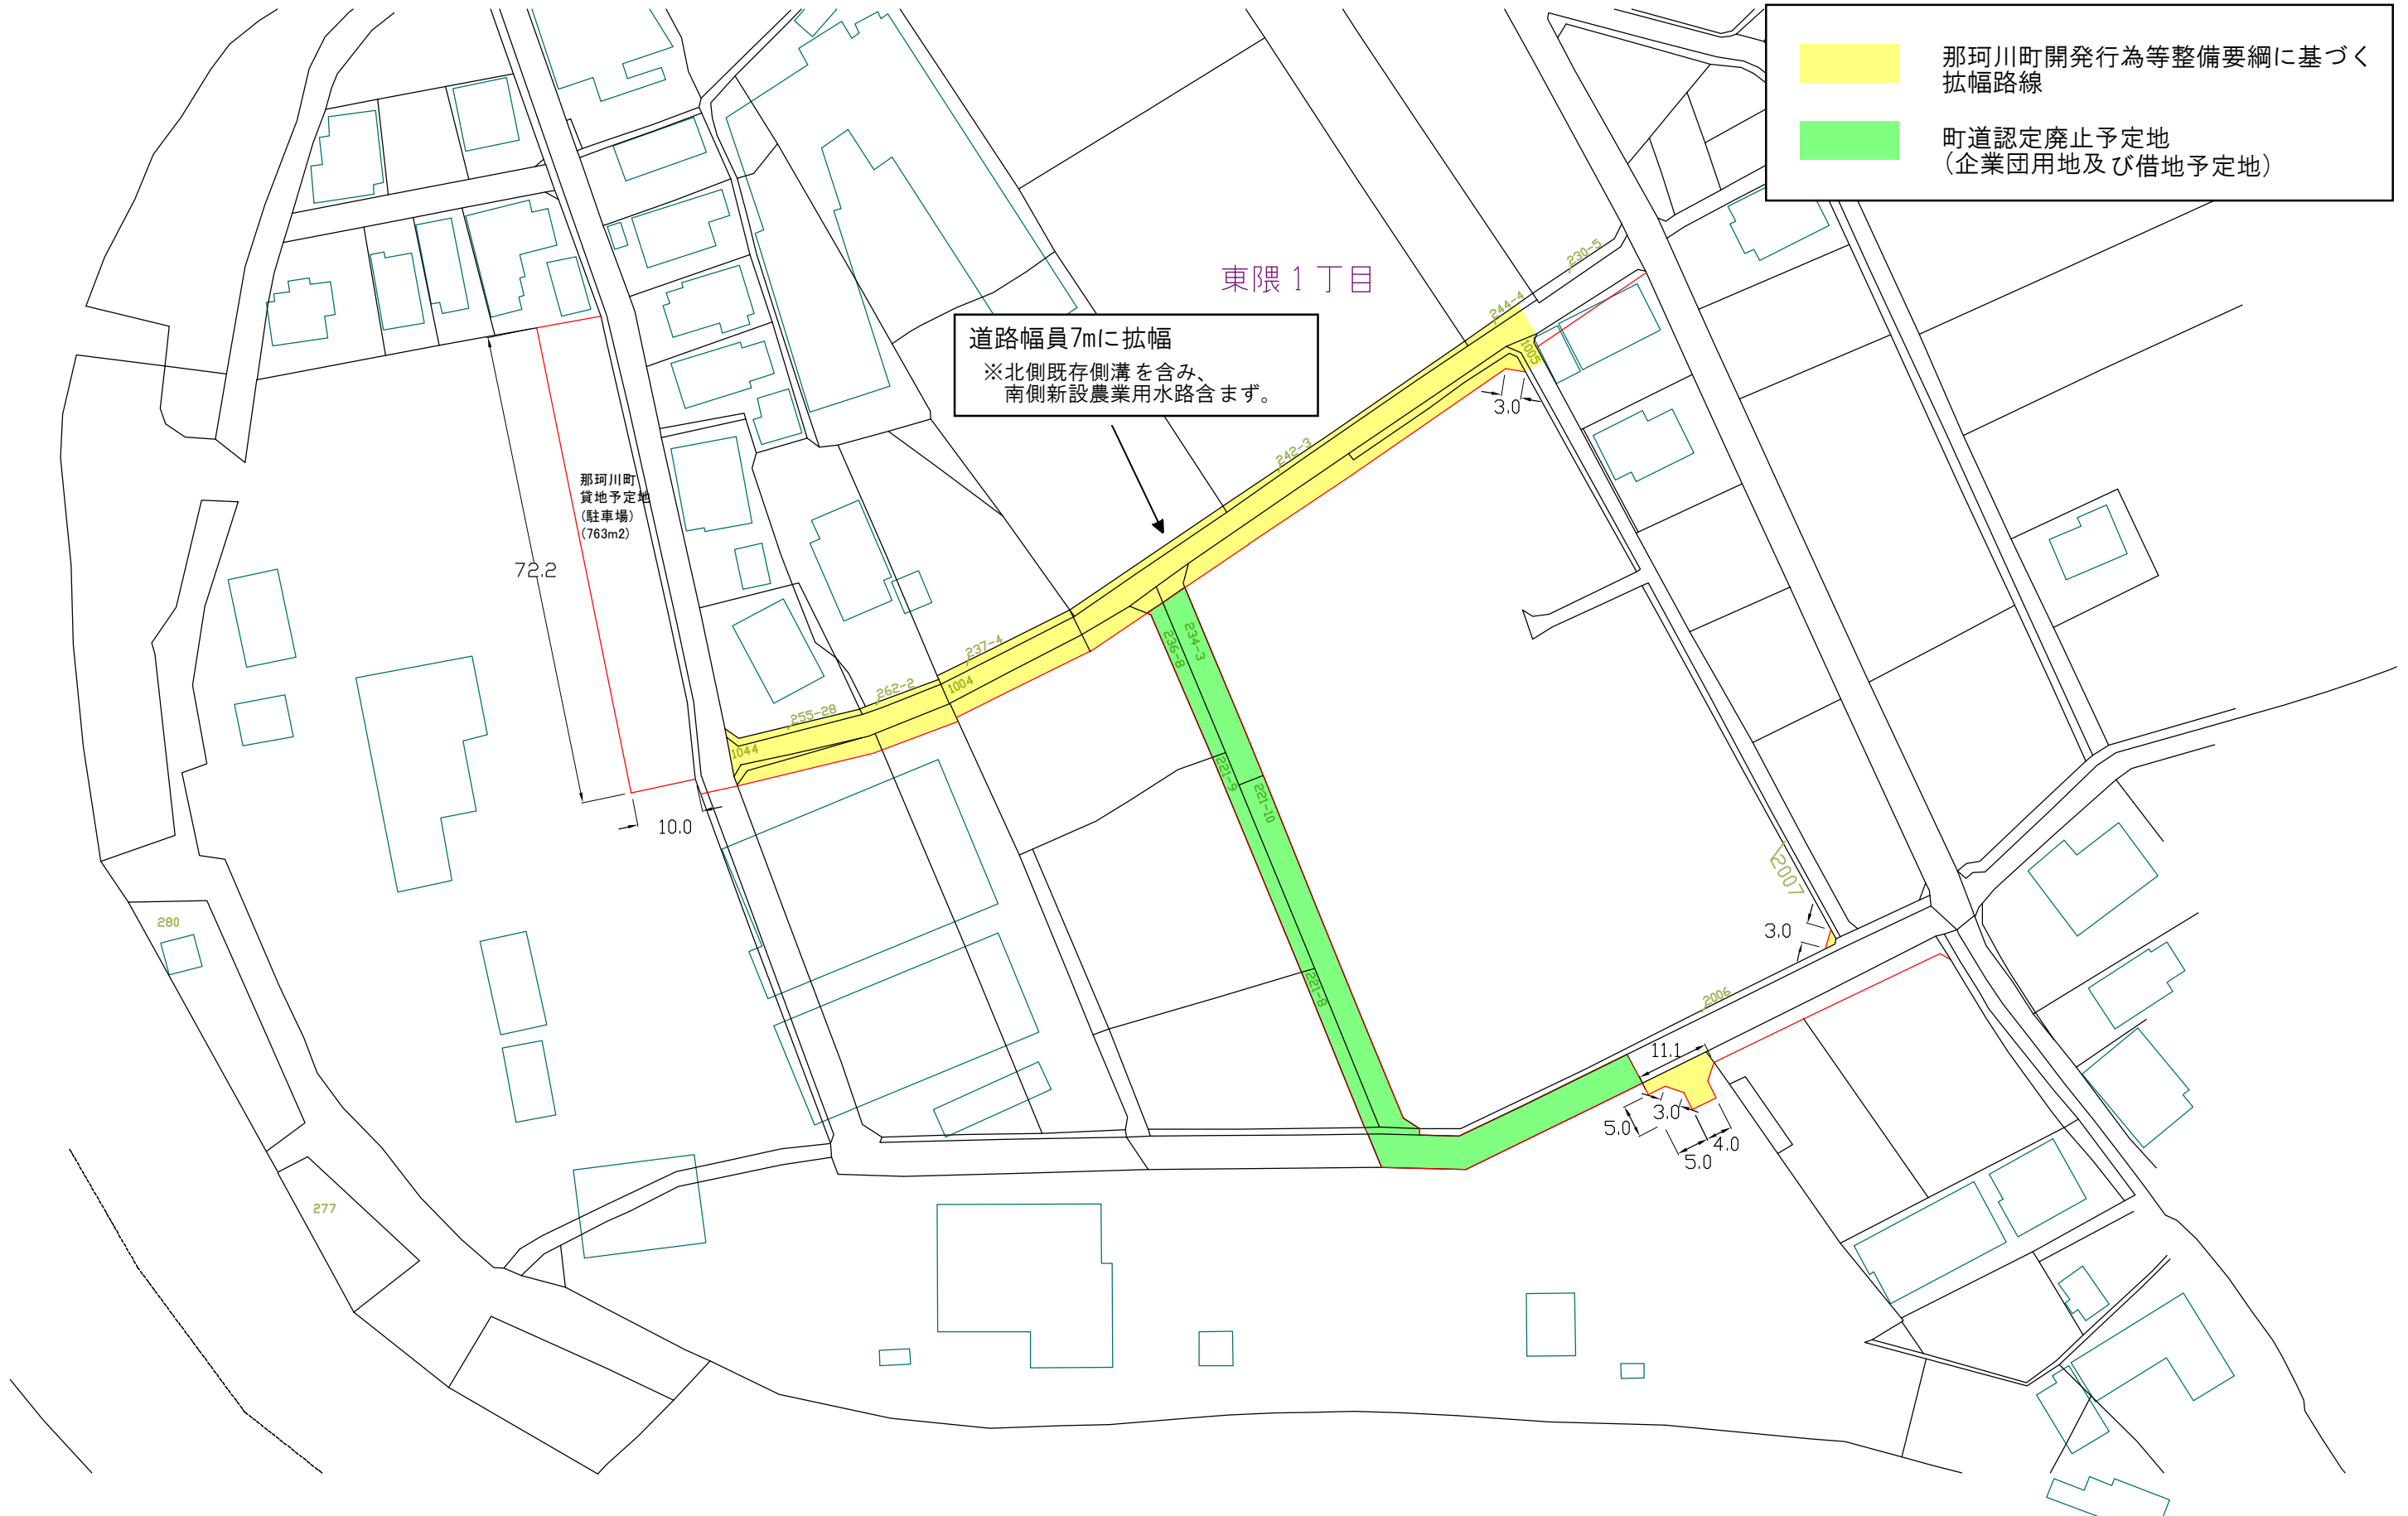 那珂川町開発行為等整備要綱に基づく
拡幅路線
町道認定廃止予定地
(企業団用地及び借地予定地)
230-5
東隈1丁目
244-4
道路幅員7mに拡幅
※北側既存側溝を含み、
南側新設農業用水路含まず。
1005
3.0
242-3
那珂川町
貸地予定地
(駐車場)
(763m2)
72.2
234-3
236-8
237-4
262-2
1004
255-28
1044
221-9
221-10
10.0
2007
280
3.0
221-8
2006
11.1
3.0
5.0
4.0
5.0
277